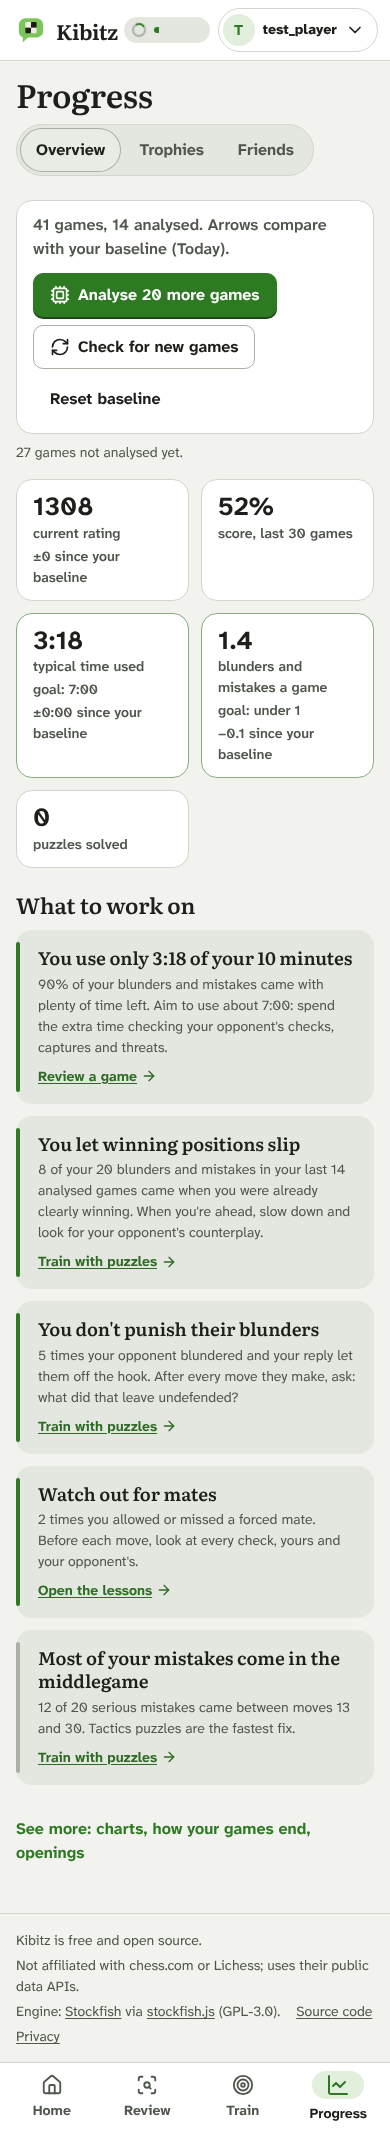 Kibitz
T test_player
Progress
Overview Trophies Friends
41 games, 14 analysed. Arrows compare
with your baseline (Today).
Analyse 20 more games
Check for new games
Reset baseline
27 games not analysed yet.
1308
current rating
±0 since your
baseline
52%
score, last 30 games
3:18
typical time used
goal: 7:00
±0:00 since your
baseline
1.4
blunders and
mistakes a game
goal: under 1
−0.1 since your
baseline
0
puzzles solved
What to work on
You use only 3:18 of your 10 minutes
90% of your blunders and mistakes came with
plenty of time left. Aim to use about 7:00: spend
the extra time checking your opponent's checks,
captures and threats.
Review a game →
You let winning positions slip
8 of your 20 blunders and mistakes in your last 14
analysed games came when you were already
clearly winning. When you're ahead, slow down and
look for your opponent's counterplay.
Train with puzzles →
You don't punish their blunders
5 times your opponent blundered and your reply let
them off the hook. After every move they make, ask:
what did that leave undefended?
Train with puzzles →
Watch out for mates
2 times you allowed or missed a forced mate.
Before each move, look at every check, yours and
your opponent's.
Open the lessons →
Most of your mistakes come in the
middlegame
12 of 20 serious mistakes came between moves 13
and 30. Tactics puzzles are the fastest fix.
Train with puzzles →
See more: charts, how your games end,
openings
Kibitz is free and open source.
Not affiliated with chess.com or Lichess; uses their public
data APIs.
Engine: Stockfish via stockfish.js (GPL-3.0). Source code
Privacy
Home Review Train Progress